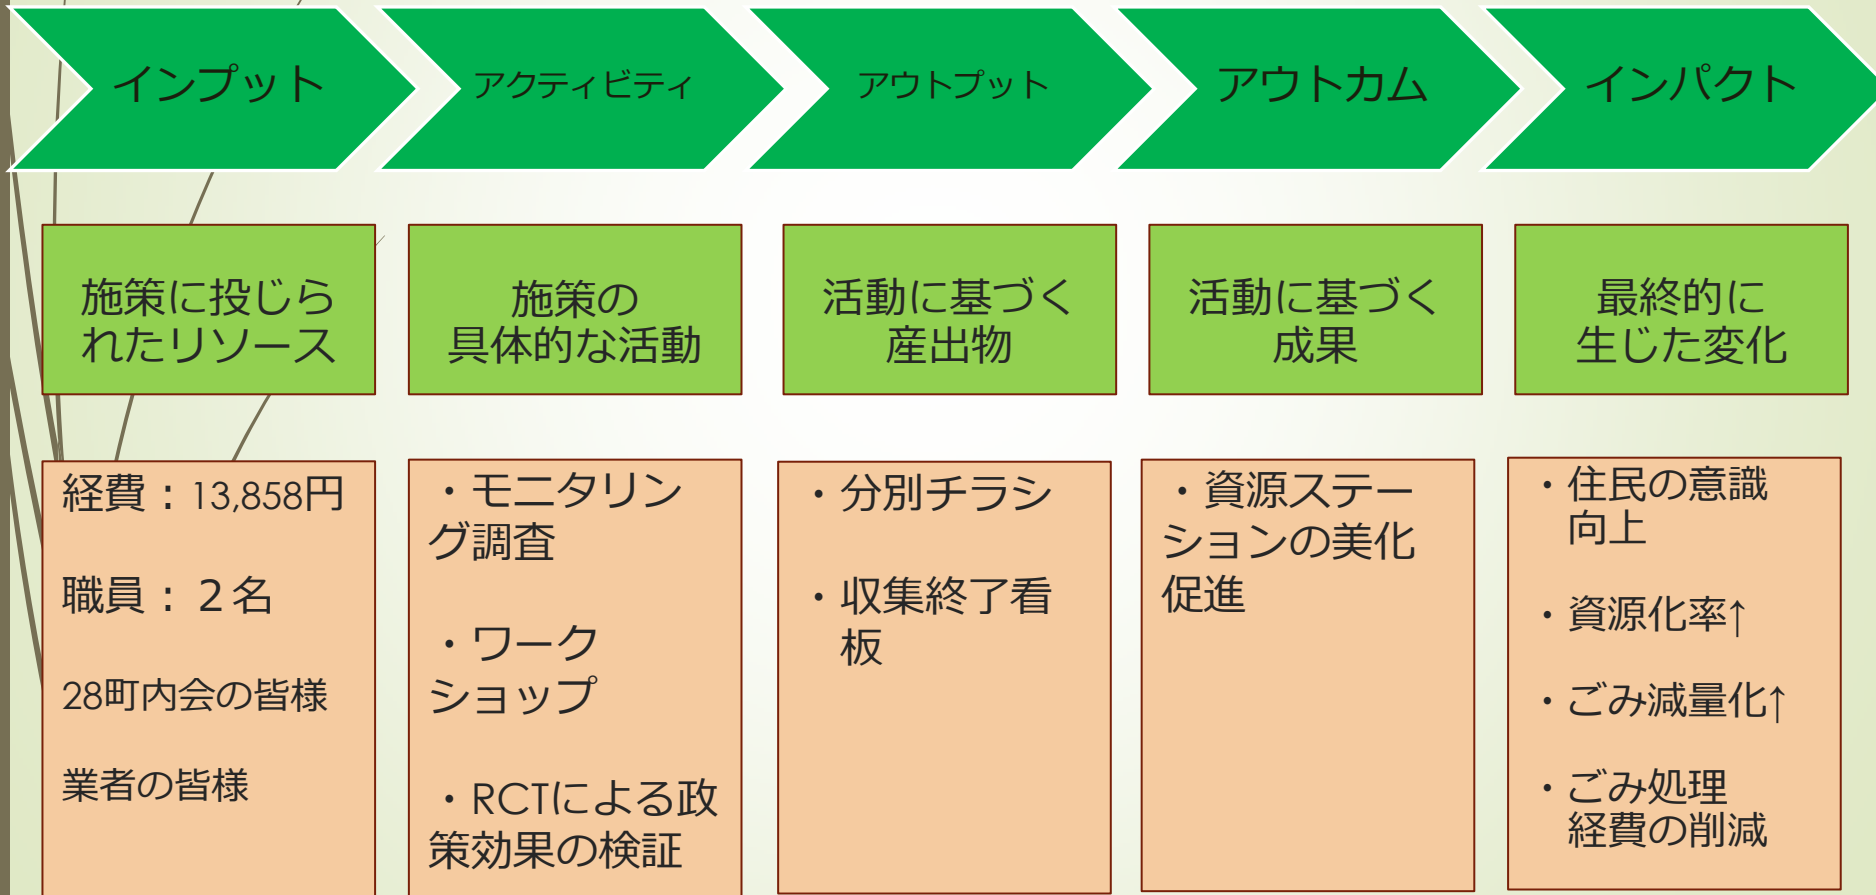 インプット
アクティビティ
アウトプット
アウトカム
インパクト
施策に投じら
れたリソース
施策の
具体的な活動
活動に基づく
産出物
活動に基づく
成果
最終的に
生じた変化
経費：13,858円
職員：２名
28町内会の皆様
業者の皆様
・モニタリン
グ調査
・ワーク
ショップ
・RCTによる政
策効果の検証
・分別チラシ
・収集終了看
板
・資源ステー
ションの美化
促進
・住民の意識
向上
・資源化率↑
・ごみ減量化↑
・ごみ処理
経費の削減